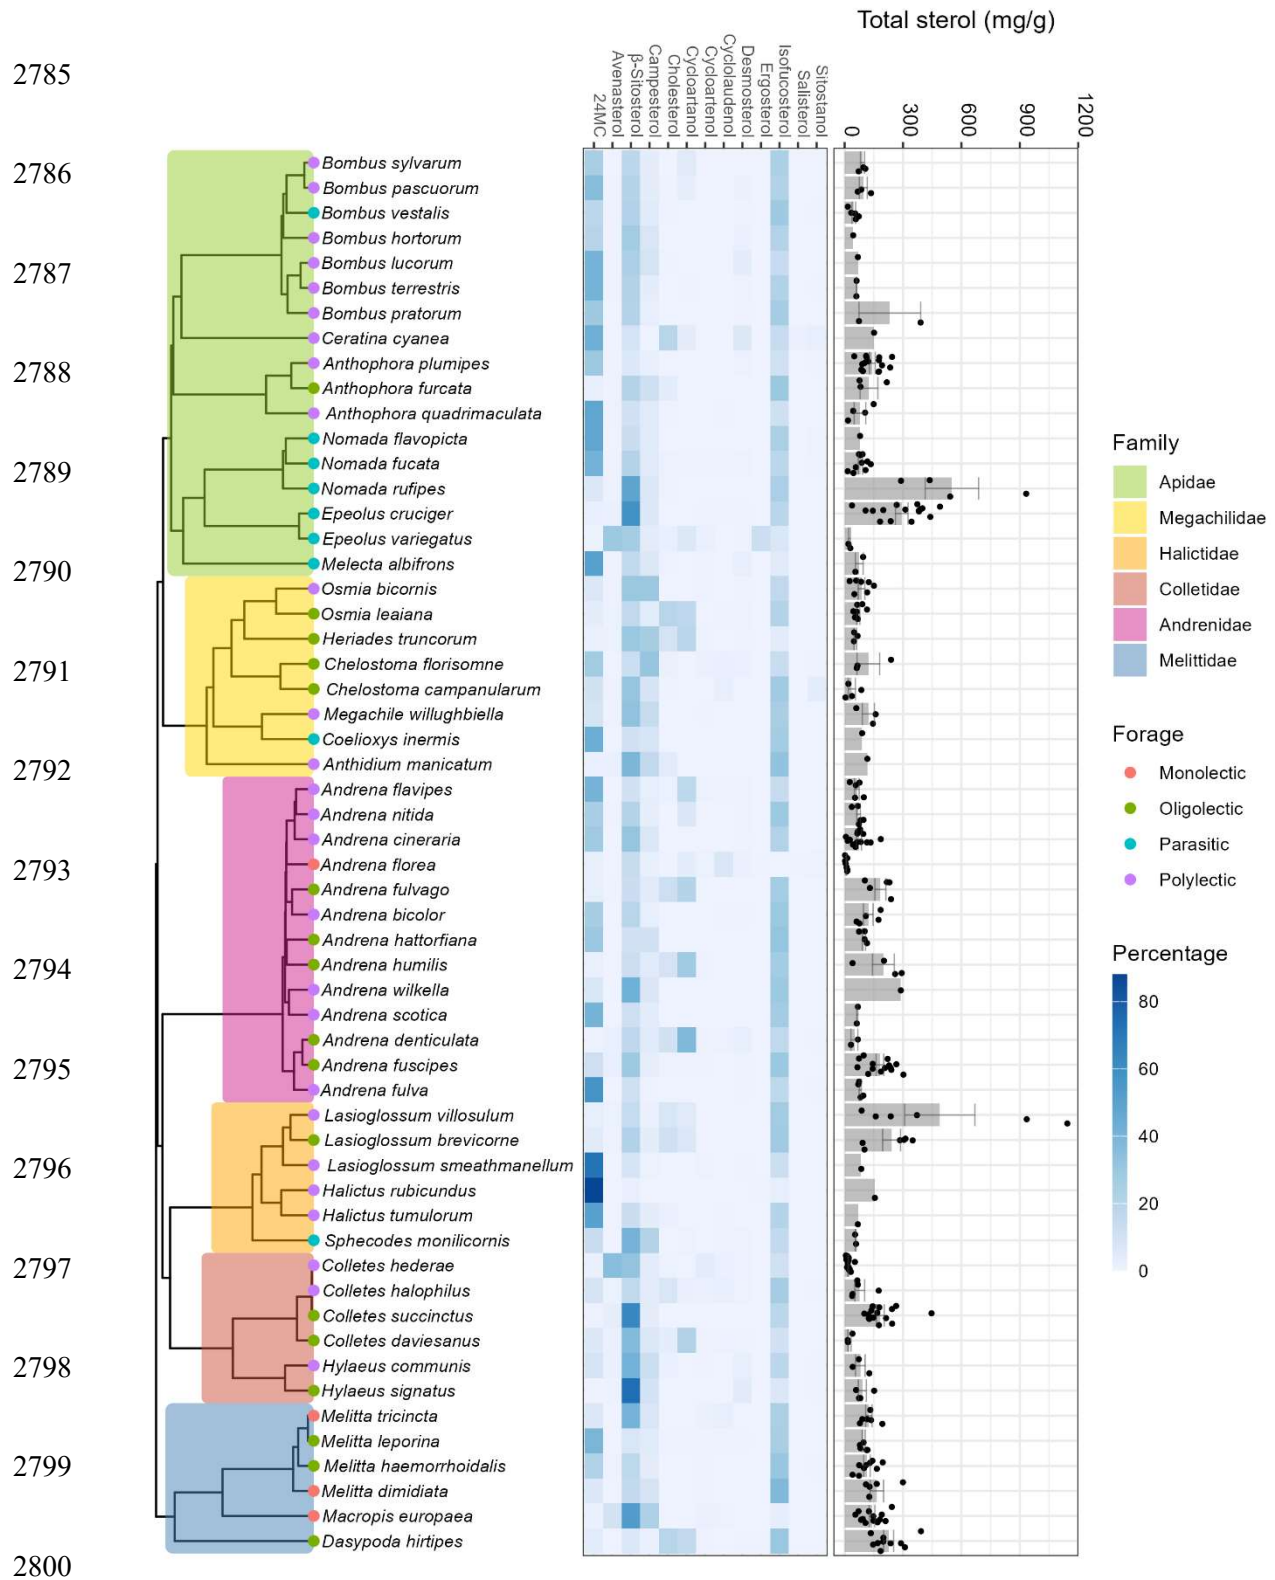 Total sterol (mg/g)
24MC
Avenasterol
β-Sitosterol
Campesterol
Cholesterol
Cycloartanol
Cycloartenol
Cyclolaudenol
Desmosterol
Ergosterol
Isofucosterol
Salisterol
Sitostanol
0
300
600
900
1200
2785
2786
2787
2788
2789
2790
2791
2792
2793
2794
2795
2796
2797
2798
2799
2800
Bombus sylvarum
Bombus pascuorum
Bombus vestalis
Bombus hortorum
Bombus lucorum
Bombus terrestris
Bombus pratorum
Ceratina cyanea
Anthophora plumipes
Anthophora furcata
Anthophora quadrimaculata
Nomada flavopicta
Nomada fucata
Nomada rufipes
Epeolus cruciger
Epeolus variegatus
Melecta albifrons
Osmia bicornis
Osmia leaiana
Heriades truncorum
Chelostoma florisomne
Chelostoma campanularum
Megachile willughbiella
Coelioxys inermis
Anthidium manicatum
Andrena flavipes
Andrena nitida
Andrena cineraria
Andrena florea
Andrena fulvago
Andrena bicolor
Andrena hattorfiana
Andrena humilis
Andrena wilkella
Andrena scotica
Andrena denticulata
Andrena fuscipes
Andrena fulva
Lasioglossum villosulum
Lasioglossum brevicorne
Lasioglossum smeathmanellum
Halictus rubicundus
Halictus tumulorum
Sphecodes monilicornis
Colletes hederae
Colletes halophilus
Colletes succinctus
Colletes daviesanus
Hylaeus communis
Hylaeus signatus
Melitta tricincta
Melitta leporina
Melitta haemorrhoidalis
Melitta dimidiata
Macropis europaea
Dasypoda hirtipes
Family
Apidae
Megachilidae
Halictidae
Colletidae
Andrenidae
Melittidae
Forage
Monolectic
Oligolectic
Parasitic
Polylectic
Percentage
80
60
40
20
0